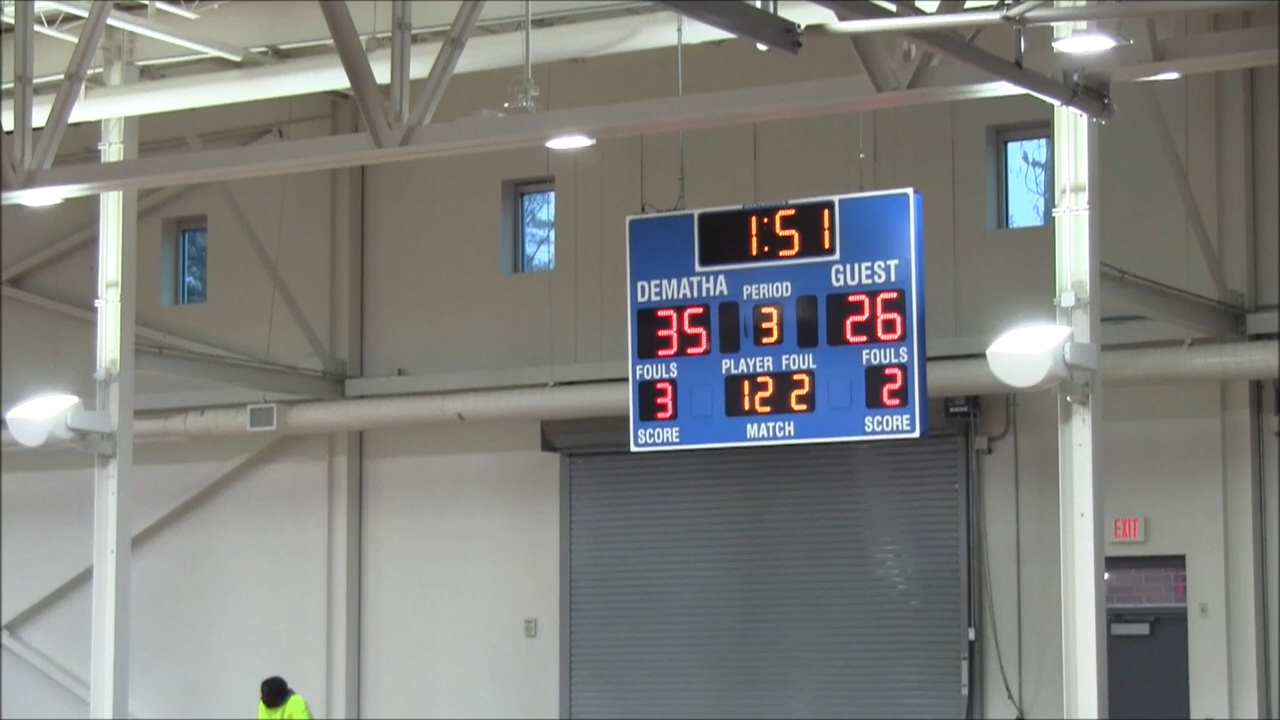 1:51
DEMATHA PERIOD GUEST
35 3 26
FOULS PLAYER FOUL FOULS
3 12 2 2
SCORE MATCH SCORE
EXIT